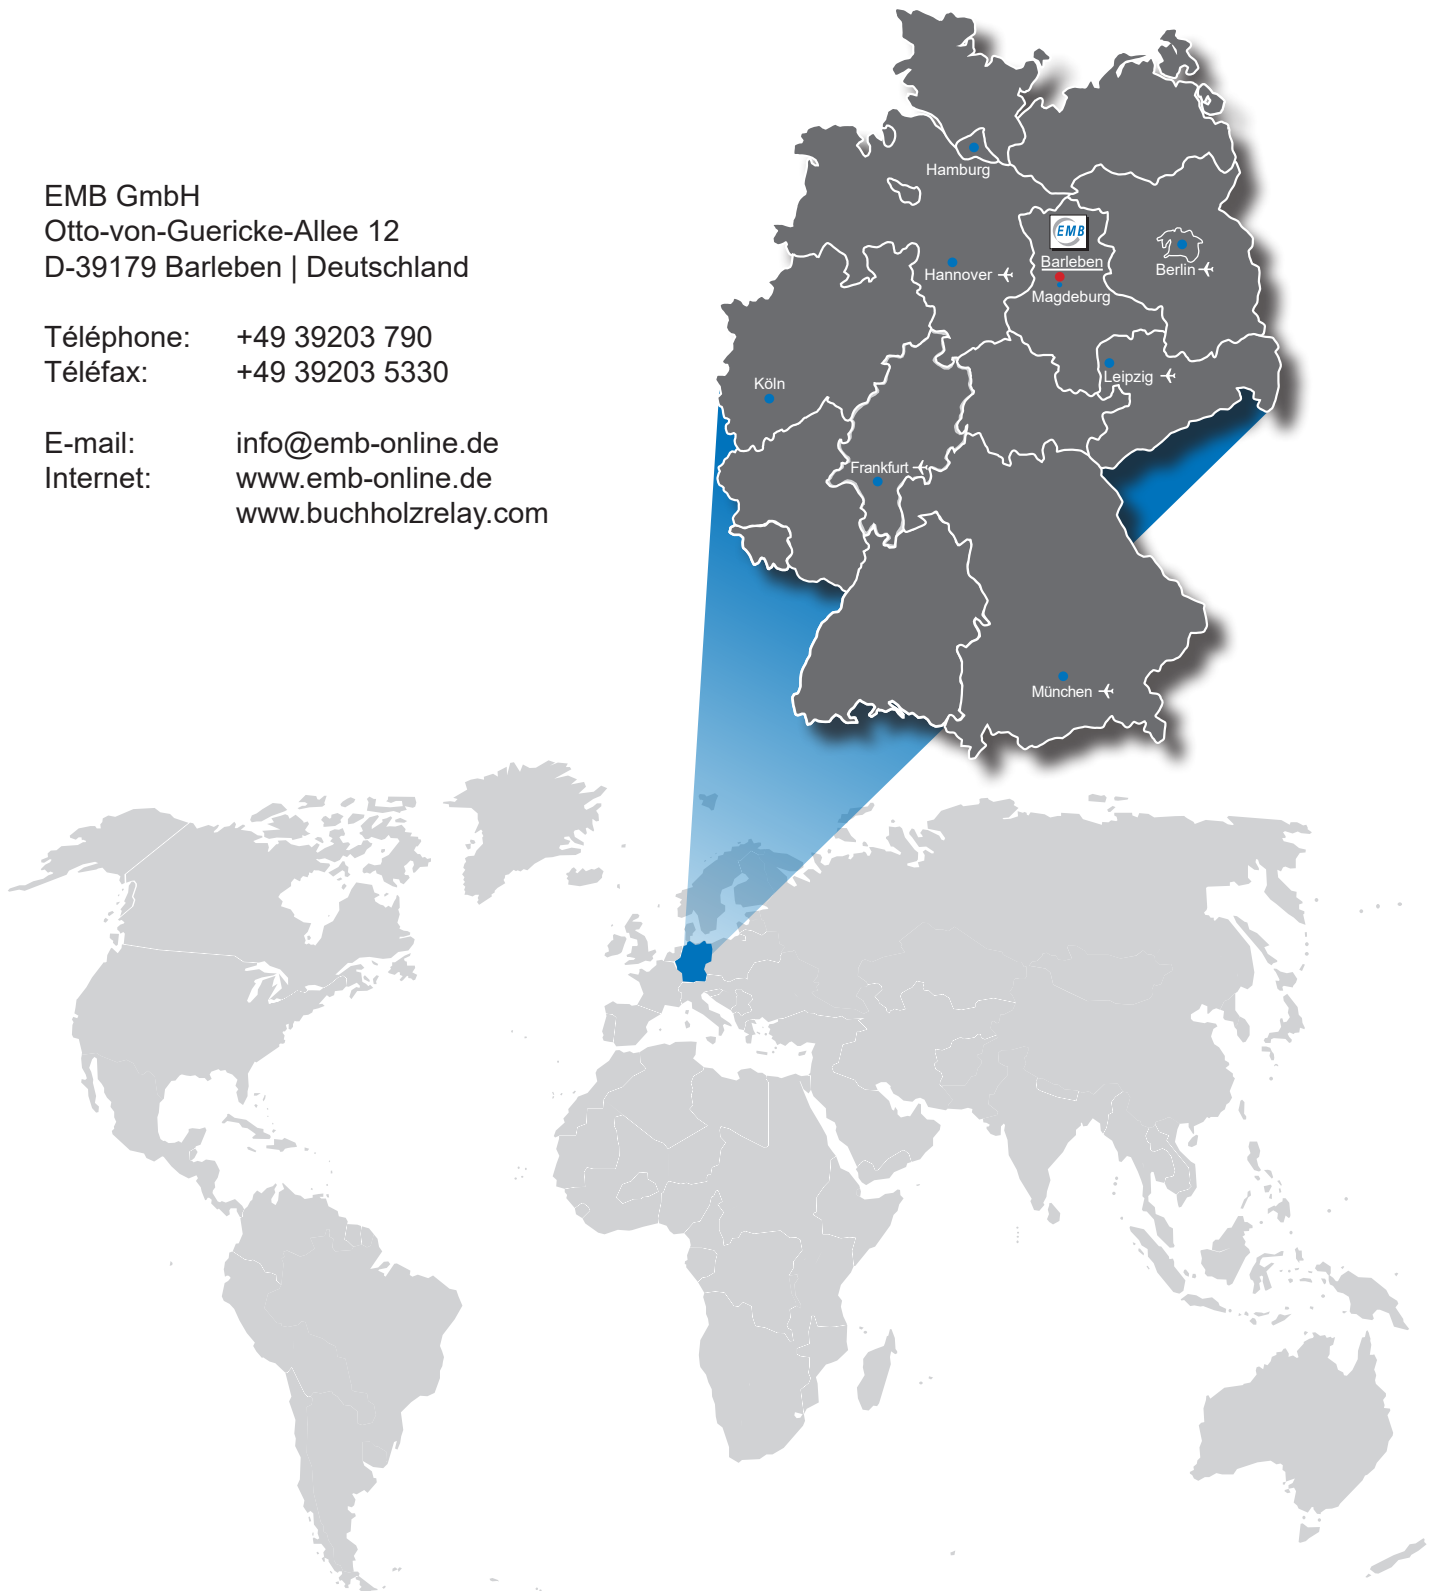 EMB GmbH
Otto-von-Guericke-Allee 12
D-39179 Barleben | Deutschland
Téléphone: +49 39203 790
Téléfax: +49 39203 5330
E-mail: info@emb-online.de
Internet: www.emb-online.de
www.buchholzrelay.com
Hamburg
EMB
Barleben
Berlin
Hannover
Magdeburg
Leipzig
Köln
Frankfurt
München